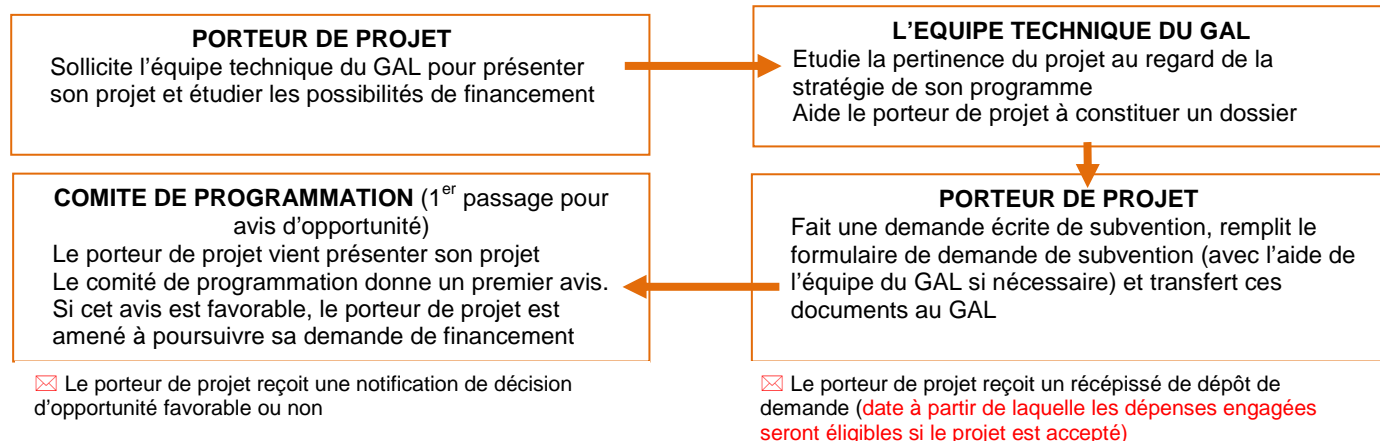 PORTEUR DE PROJET
Sollicite l’équipe technique du GAL pour présenter
son projet et étudier les possibilités de financement
L’EQUIPE TECHNIQUE DU GAL
Etudie la pertinence du projet au regard de la
stratégie de son programme
Aide le porteur de projet à constituer un dossier
PORTEUR DE PROJET
Fait une demande écrite de subvention, remplit le
formulaire de demande de subvention (avec l’aide de
l’équipe du GAL si nécessaire) et transfert ces
documents au GAL
✉ Le porteur de projet reçoit un récépissé de dépôt de
demande (date à partir de laquelle les dépenses engagées
seront éligibles si le projet est accepté)
COMITE DE PROGRAMMATION (1er passage pour
avis d’opportunité)
Le porteur de projet vient présenter son projet
Le comité de programmation donne un premier avis.
Si cet avis est favorable, le porteur de projet est
amené à poursuivre sa demande de financement
✉ Le porteur de projet reçoit une notification de décision
d’opportunité favorable ou non